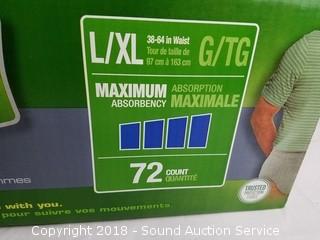 L/XL
38-64 in Waist
Tour de taille de
97 cm à 163 cm
G/TG
MAXIMUM
ABSORBENCY
ABSORPTION
MAXIMALE
72
COUNT
QUANTITÉ
mmes
with you.
pour suivre vos mouvements.
TRUSTED
Copyright 2018 - Sound Auction Service